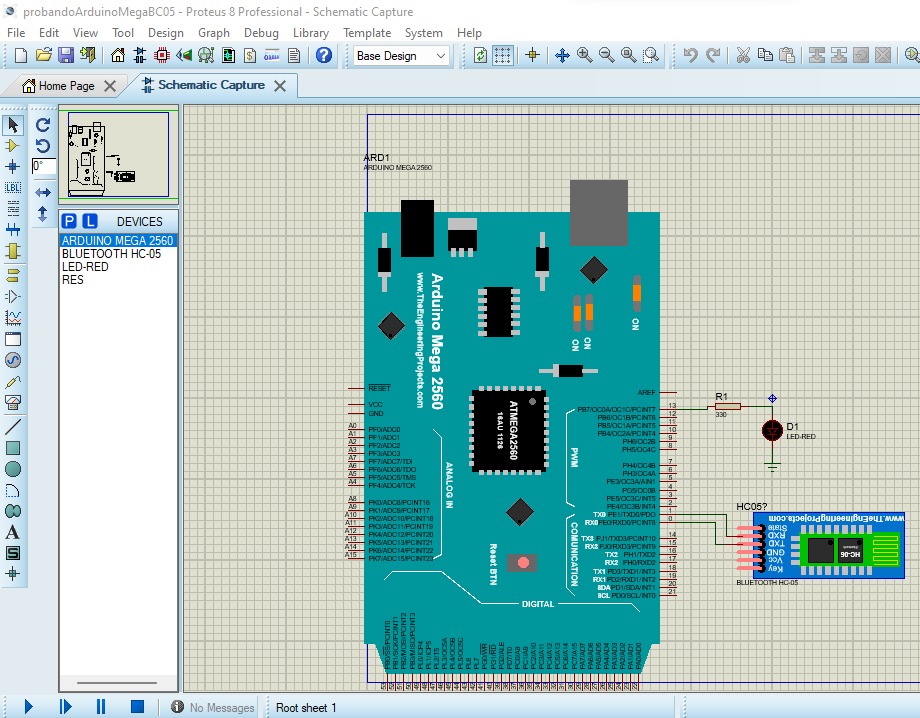 probandoArduinoMegaBC05 - Proteus 8 Professional - Schematic Capture
File Edit View Tool Design Graph Debug Library Template System Help
Base Design
Home Page
Schematic Capture
0°
P L DEVICES
ARDUINO MEGA 2560
BLUETOOTH HC-05
LED-RED
RES
LBL
A
S
ARD1
ARDUINO MEGA 2560
Arduino Mega 2560
www.TheEngineeringProjects.com
ON
ON
ON
RESET
VCC
GND
AREF
ATMEGA2560
16AU 1126
PWM
ANALOG IN
COMUNICATION
Reset BTN
DIGITAL
A0 PF0/ADC0
A1 PF1/ADC1
A2 PF2/ADC2
A3 PF3/ADC3
A4 PF4/ADC4/TCK
A5 PF5/ADC5/TMS
A6 PF6/ADC6/TDO
A7 PF7/ADC7/TDI
A8 PK0/ADC8/PCINT16
A9 PK1/ADC9/PCINT17
A10 PK2/ADC10/PCINT18
A11 PK3/ADC11/PCINT19
A12 PK4/ADC12/PCINT20
A13 PK5/ADC13/PCINT21
A14 PK6/ADC14/PCINT22
A15 PK7/ADC15/PCINT23
PB7/OC0A/OC1C/PCINT7 13
PB6/OC1B/PCINT6 12
PB5/OC1A/PCINT5 11
PB4/OC2A/PCINT4 10
PH6/OC2B 9
PH5/OC4C 8
PH4/OC4B 7
PH3/OC4A 6
PE3/OC3A/AIN1 5
PG5/OC0B 4
PE5/OC3C/INT5 3
PE4/OC3B/INT4 2
TX0 PE1/TXD0/PDO 1
RX0 PE0/RXD0/PCINT8 0
TX3 PJ1/TXD3/PCINT10 14
RX3 PJ0/RXD3/PCINT9 15
TX2 PH1/TXD2 16
RX2 PH0/RXD2 17
TX1 PD3/TXD1/INT3 18
RX1 PD2/RXD1/INT2 19
SDA PD1/SDA/INT1 20
SCL PD0/SCL/INT0 21
R1
330
D1
LED-RED
HC05?
www.TheEngineeringProjects.com
State
RXD
TXD
GND
Vcc
Key
HC-05
BLUETOOTH HC-05
No Messages
Root sheet 1